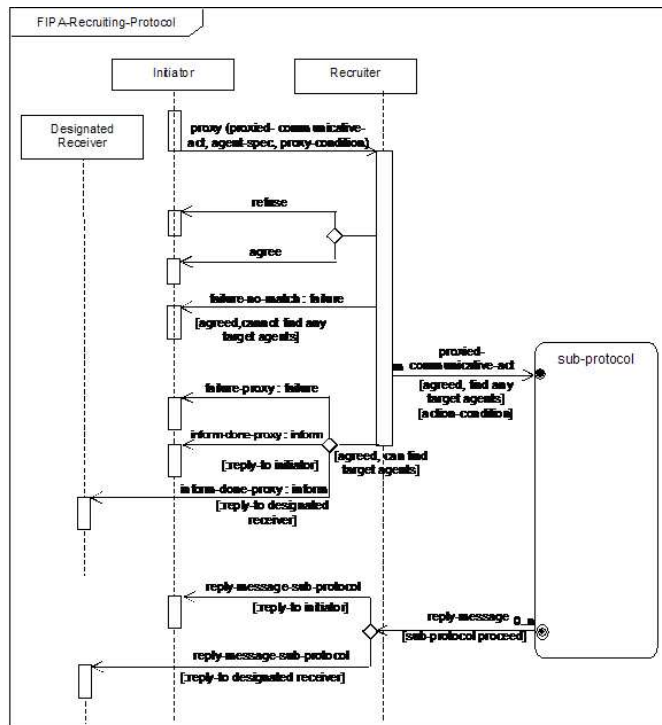 FIPA-Recruiting-Protocol
Initiator
Recruiter
Designated
Receiver
proxy (proxied- communicative-
act, agent-spec, proxy-condition)
refuse
agree
failure-no-match : failure
[agreed,cannot find any
target agents]
proxied-
communicative-act
n
[agreed, find any
target agents]
[action-condition]
sub-protocol
failure-proxy : failure
inform-done-proxy : inform
[:reply-to initiator]
[agreed, can find
target agents]
inform-done-proxy : inform
[:reply-to designated
receiver]
reply-message-sub-protocol
[:reply-to initiator]
reply-message
0_n
[sub-protocol proceed]
reply-message-sub-protocol
[:reply-to designated receiver]